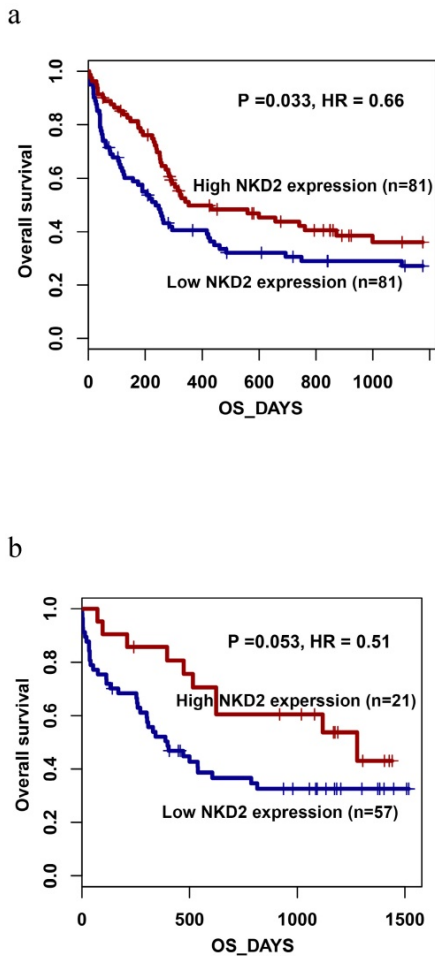 a
P =0.033, HR = 0.66
High NKD2 expression (n=81)
Low NKD2 expression (n=81)
Overall survival
0.0 0.2 0.4 0.6 0.8 1.0
0 200 400 600 800 1000
OS_DAYS
b
P =0.053, HR = 0.51
High NKD2 experssion (n=21)
Low NKD2 expression (n=57)
Overall survival
0.0 0.2 0.4 0.6 0.8 1.0
0 500 1000 1500
OS_DAYS